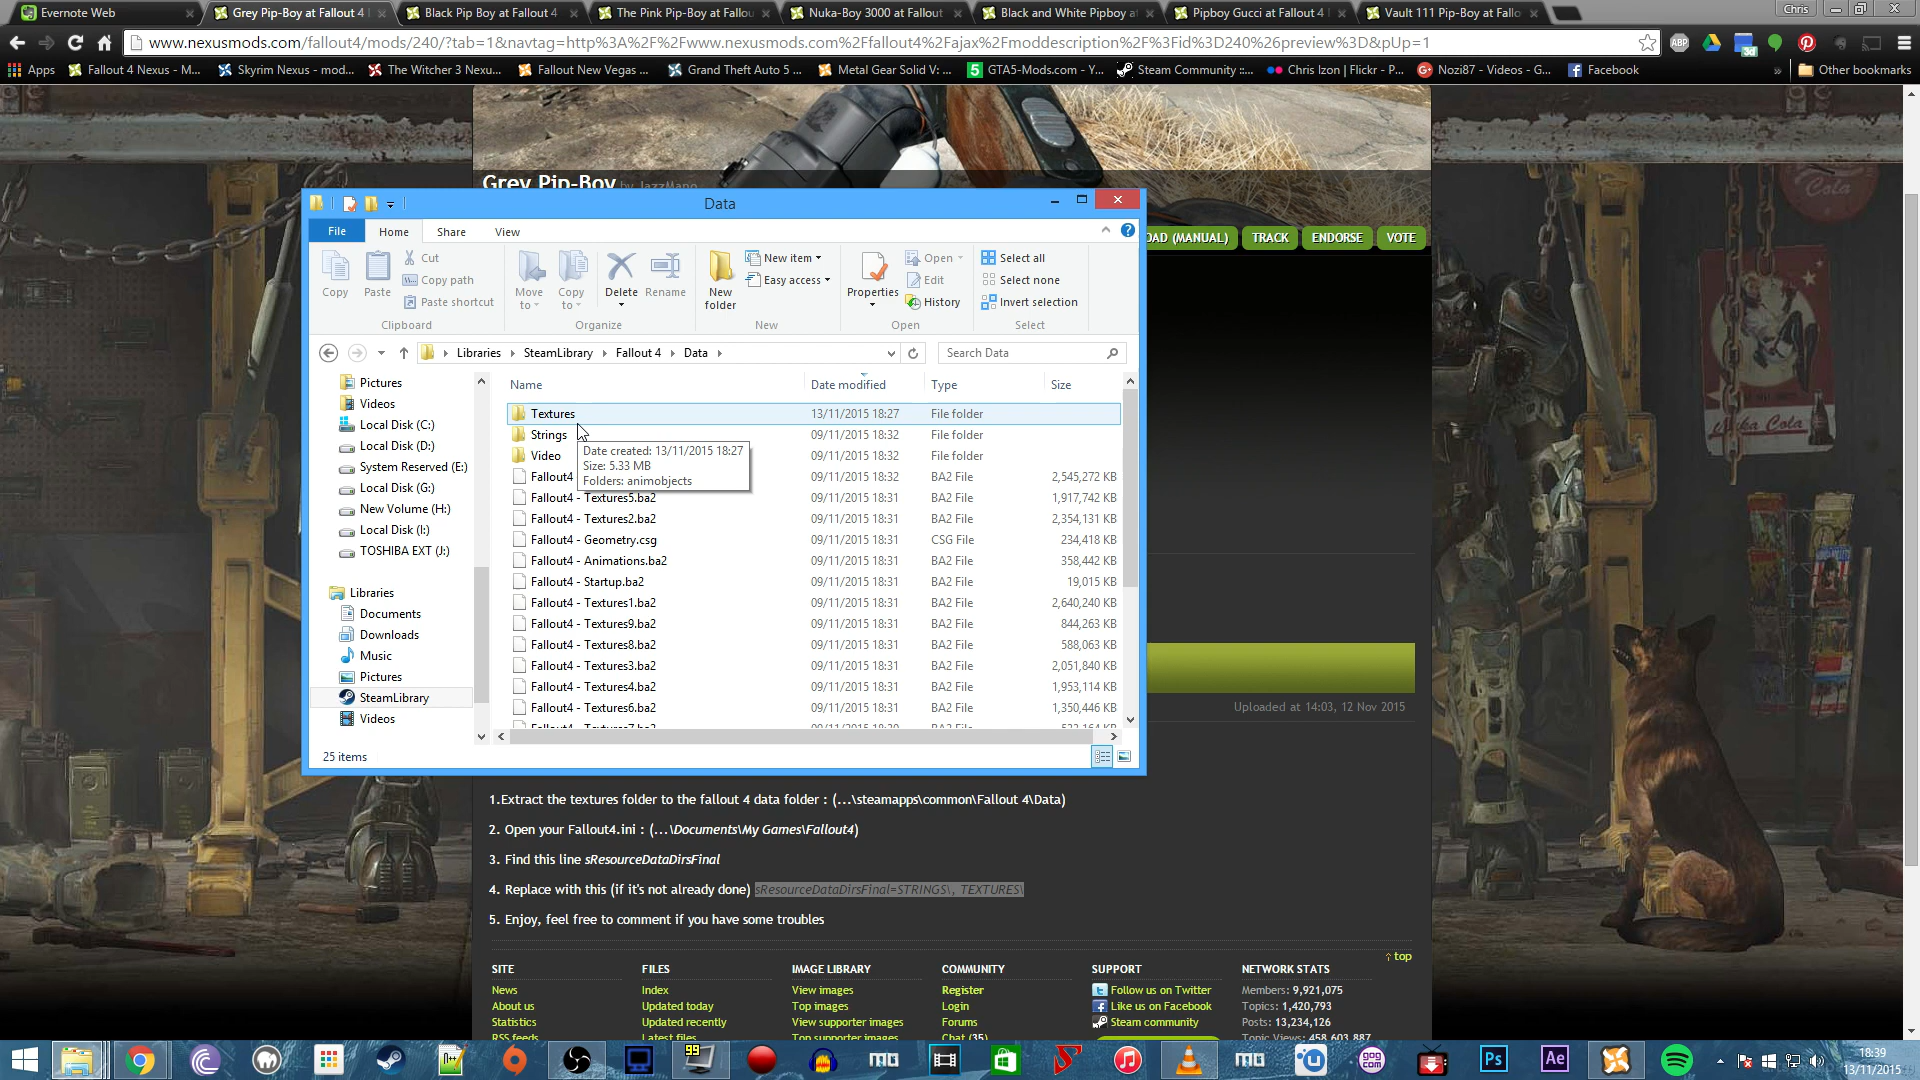 Evernote Web
Grey Pip-Boy at Fallout 4
Black Pip Boy at Fallout 4
The Pink Pip-Boy at Fallou
Nuka-Boy 3000 at Fallout
Black and White Pipboy at
Pipboy Gucci at Fallout 4
Vault 111 Pip-Boy at Fallo
Chris
www.nexusmods.com/fallout4/mods/240/?tab=1&navtag=http%3A%2F%2Fwww.nexusmods.com%2Ffallout4%2Fajax%2Fmoddescription%2F%3Fid%3D240%26preview%3D&pUp=1
ABP
Apps
Fallout 4 Nexus - M...
Skyrim Nexus - mod...
The Witcher 3 Nexu...
Fallout New Vegas ...
Grand Theft Auto 5 ...
Metal Gear Solid V: ...
GTA5-Mods.com - Y...
Steam Community ::...
Chris Izon | Flickr - P...
Nozi87 - Videos - G...
Facebook
»
Other bookmarks
Grey Pip-Boy by JazzMano
Data
File
Home
Share
View
Copy
Paste
Cut
Copy path
Paste shortcut
Clipboard
Move to
Copy to
Delete
Rename
Organize
New folder
New item
Easy access
New
Properties
Open
Edit
History
Open
Select all
Select none
Invert selection
Select
OAD (MANUAL)
TRACK
ENDORSE
VOTE
Libraries
SteamLibrary
Fallout 4
Data
Search Data
Pictures
Videos
Local Disk (C:)
Local Disk (D:)
System Reserved (E:)
Local Disk (G:)
New Volume (H:)
Local Disk (I:)
TOSHIBA EXT (J:)
Libraries
Documents
Downloads
Music
Pictures
SteamLibrary
Videos
Name Date modified Type Size
Textures 13/11/2015 18:27 File folder
Strings 09/11/2015 18:32 File folder
Video 09/11/2015 18:32 File folder
Date created: 13/11/2015 18:27
Size: 5.33 MB
Folders: animobjects
Fallout4 09/11/2015 18:32 BA2 File 2,545,272 KB
Fallout4 - Textures5.ba2 09/11/2015 18:31 BA2 File 1,917,742 KB
Fallout4 - Textures2.ba2 09/11/2015 18:31 BA2 File 2,354,131 KB
Fallout4 - Geometry.csg 09/11/2015 18:31 CSG File 234,418 KB
Fallout4 - Animations.ba2 09/11/2015 18:31 BA2 File 358,442 KB
Fallout4 - Startup.ba2 09/11/2015 18:31 BA2 File 19,015 KB
Fallout4 - Textures1.ba2 09/11/2015 18:31 BA2 File 2,640,240 KB
Fallout4 - Textures9.ba2 09/11/2015 18:31 BA2 File 844,263 KB
Fallout4 - Textures8.ba2 09/11/2015 18:31 BA2 File 588,063 KB
Fallout4 - Textures3.ba2 09/11/2015 18:31 BA2 File 2,051,840 KB
Fallout4 - Textures4.ba2 09/11/2015 18:31 BA2 File 1,953,114 KB
Fallout4 - Textures6.ba2 09/11/2015 18:31 BA2 File 1,350,446 KB
25 items
Uploaded at 14:03, 12 Nov 2015
1.Extract the textures folder to the fallout 4 data folder : (...\steamapps\common\Fallout 4\Data)
2. Open your Fallout4.ini : (...\Documents\My Games\Fallout4)
3. Find this line sResourceDataDirsFinal
4. Replace with this (if it's not already done) sResourceDataDirsFinal=STRINGS\, TEXTURES\
5. Enjoy, feel free to comment if you have some troubles
top
SITE
News
About us
Statistics
RSS feeds
FILES
Index
Updated today
Updated recently
Latest files
IMAGE LIBRARY
View images
Top images
View supporter images
Top supporter images
COMMUNITY
Register
Login
Forums
Chat (35)
SUPPORT
Follow us on Twitter
Like us on Facebook
Steam community
NETWORK STATS
Members: 9,921,075
Topics: 1,420,793
Posts: 13,234,126
Topic Views: 458,603,887
Cola
99
Ps
Ae
gog com
18:39
13/11/2015